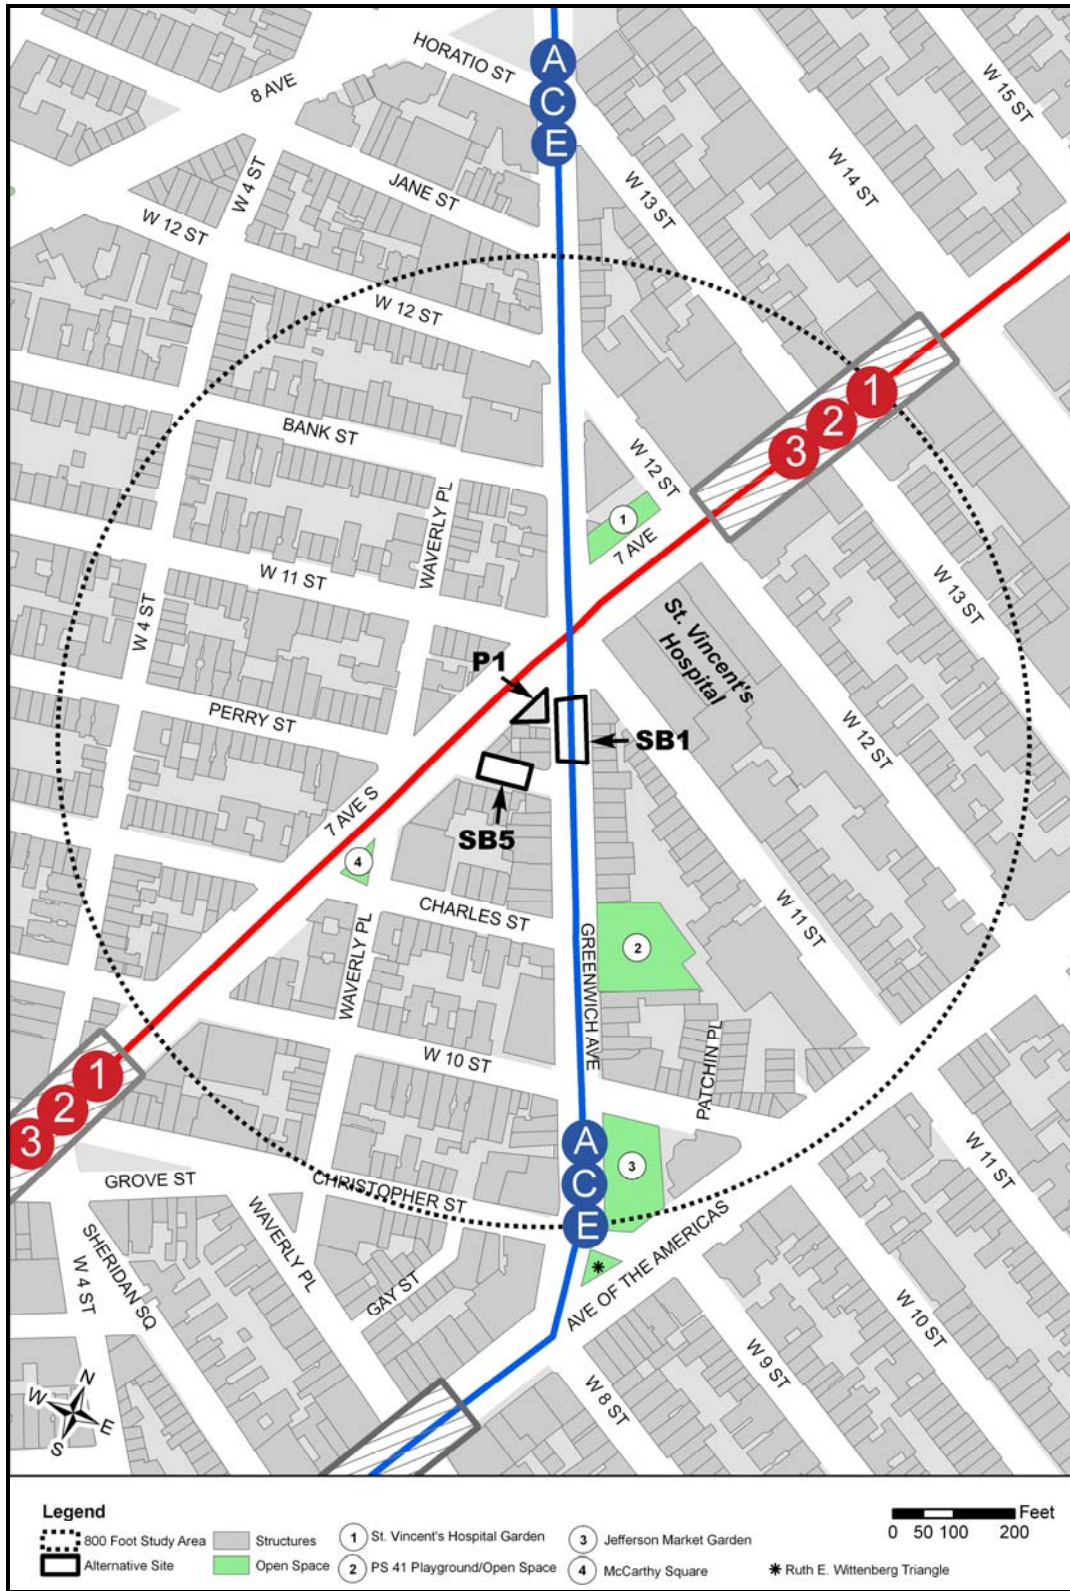 HORATIO ST
A
C
E
8 AVE
W 15 ST
W 14 ST
W 4 ST
JANE ST
W 13 ST
W 12 ST
W 12 ST
1
2
3
BANK ST
W 12 ST
WAVERLY PL
1
7 AVE
W 11 ST
W 13 ST
W 4 ST
St. Vincent's
Hospital
P1
PERRY ST
SB1
W 12 ST
7 AVE S
SB5
4
CHARLES ST
W 11 ST
GREENWICH AVE
2
WAVERLY PL
W 10 ST
PATCHIN PL
1
2
3
A
C
E
3
W 11 ST
GROVE ST
CHRISTOPHER ST
WAVERLY PL
SHERIDAN SQ
W 4 ST
GAY ST
AVE OF THE AMERICAS
W 10 ST
W 9 ST
W 8 ST
N
W
E
S
Legend
800 Foot Study Area
Structures
1 St. Vincent's Hospital Garden
3 Jefferson Market Garden
Alternative Site
Open Space
2 PS 41 Playground/Open Space
4 McCarthy Square
Ruth E. Wittenberg Triangle
Feet
0 50 100 200